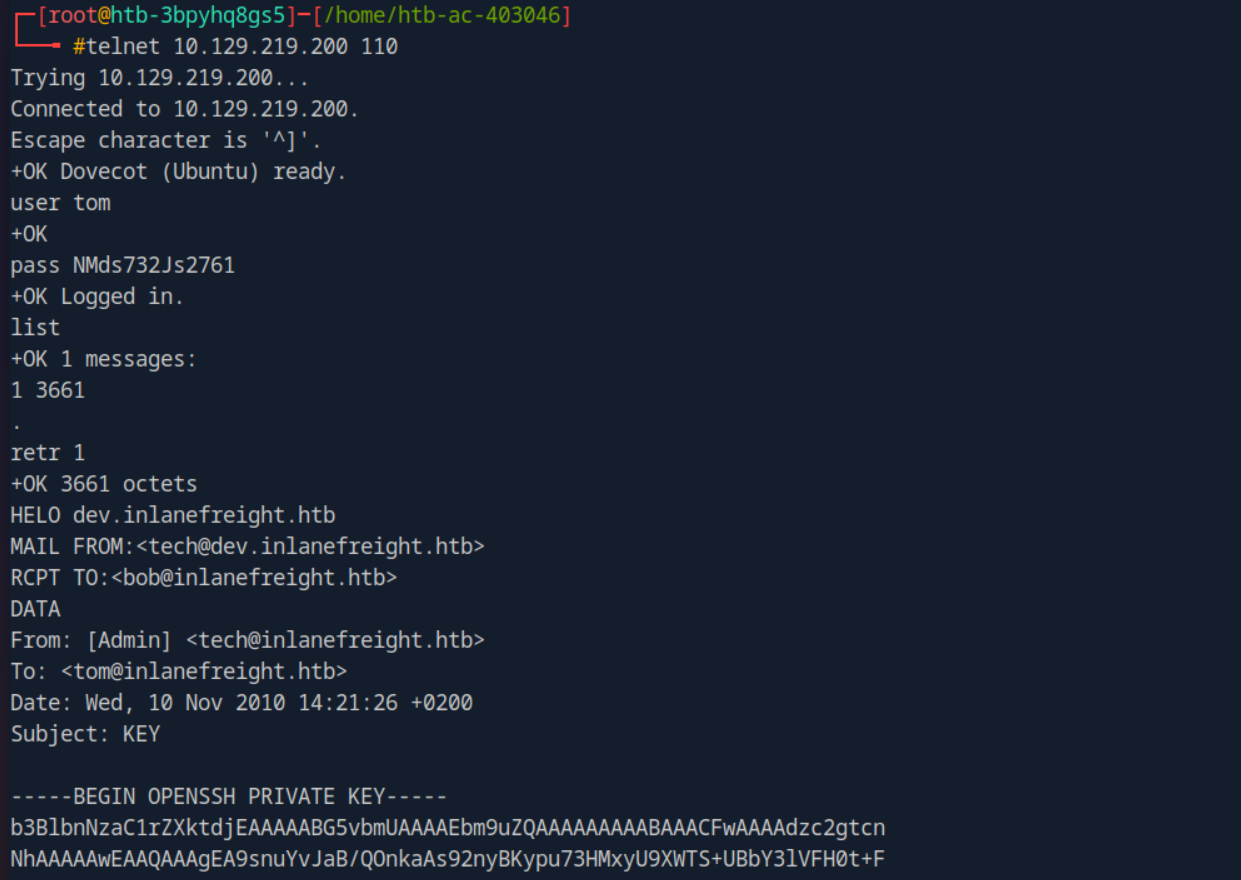 [root@htb-3bpyhq8gs5]-[/home/htb-ac-403046]
#telnet 10.129.219.200 110
Trying 10.129.219.200...
Connected to 10.129.219.200.
Escape character is '^]'.
+OK Dovecot (Ubuntu) ready.
user tom
+OK
pass NMds732Js2761
+OK Logged in.
list
+OK 1 messages:
1 3661
.
retr 1
+OK 3661 octets
HELO dev.inlanefreight.htb
MAIL FROM:<tech@dev.inlanefreight.htb>
RCPT TO:<bob@inlanefreight.htb>
DATA
From: [Admin] <tech@inlanefreight.htb>
To: <tom@inlanefreight.htb>
Date: Wed, 10 Nov 2010 14:21:26 +0200
Subject: KEY

-----BEGIN OPENSSH PRIVATE KEY-----
b3BlbnNzaC1rZXktdjEAAAAABG5vbmUAAAAEbm9uZQAAAAAAAAABAAACFwAAAAdzc2gtcn
NhAAAAAwEAAQAAAgEA9snuYvJaB/QOnkaAs92nyBKypu73HMxyU9XWTS+UBbY3lVFH0t+F